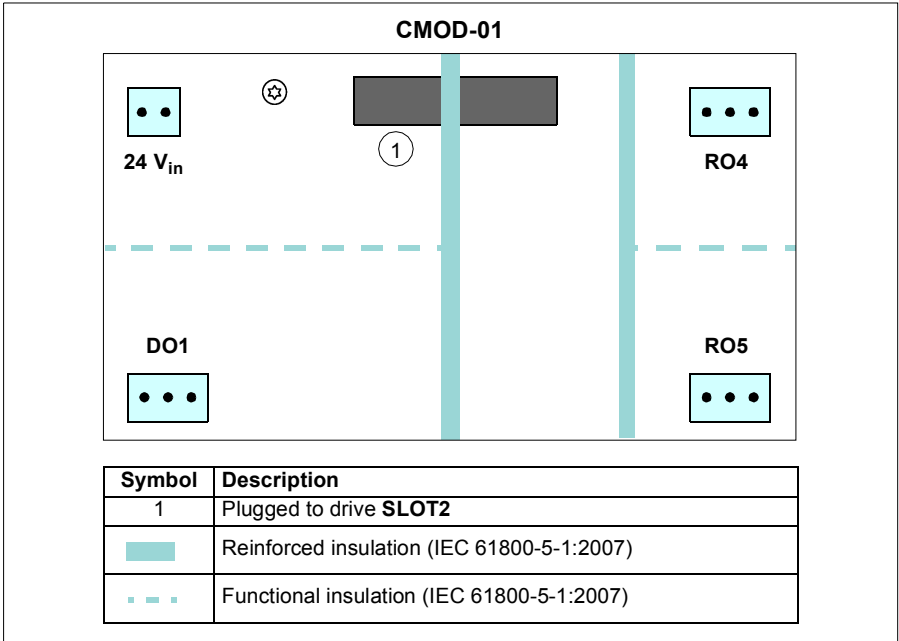 CMOD-01
24 Vin
1
RO4
DO1
RO5
Symbol Description
1 Plugged to drive SLOT2
Reinforced insulation (IEC 61800-5-1:2007)
Functional insulation (IEC 61800-5-1:2007)